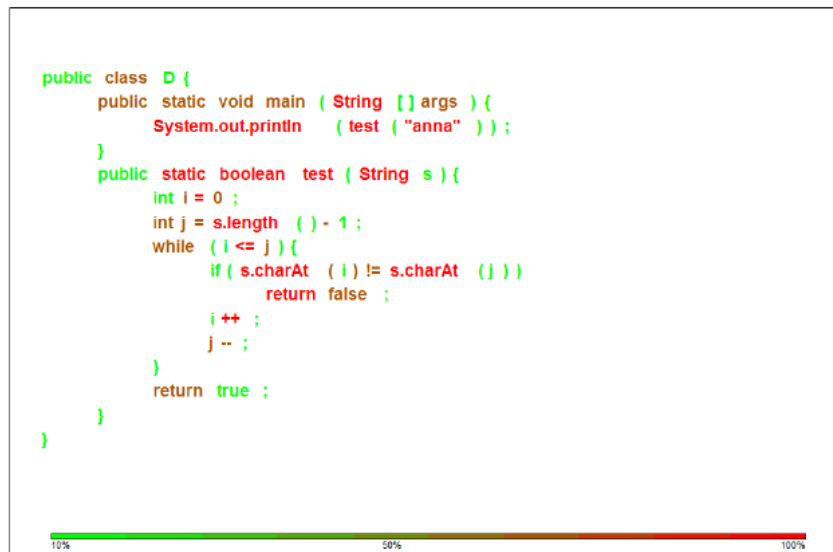 public class D {
public static void main ( String [ ] args ) {
System.out.println ( test ( "anna" ) ) ;
}
public static boolean test ( String s ) {
int i = 0 ;
int j = s.length ( ) - 1 ;
while ( i <= j ) {
if ( s.charAt ( i ) != s.charAt ( j ) )
return false ;
i ++ ;
j -- ;
}
return true ;
}
}
10% 50% 100%